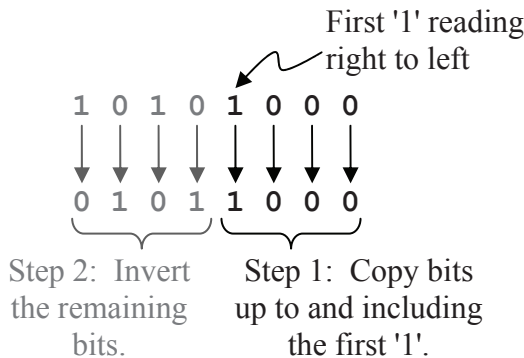 First '1' reading
right to left
1 0 1 0 1 0 0 0
0 1 0 1 1 0 0 0
Step 2: Invert
the remaining
bits.
Step 1: Copy bits
up to and including
the first '1'.